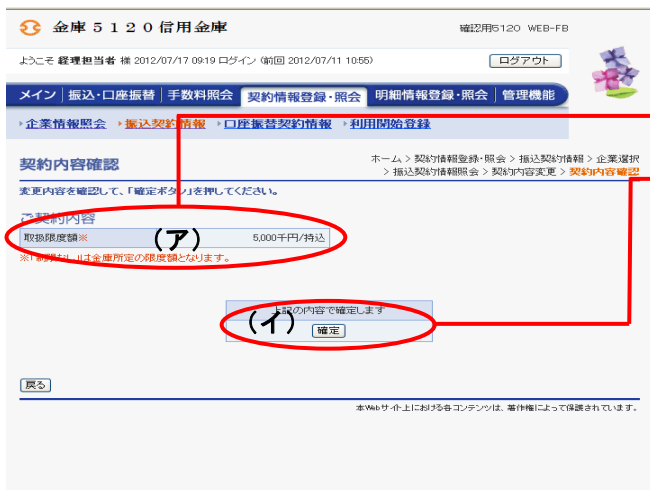 金庫５１２０信用金庫
確認用5120 WEB-FB
ようこそ 経理担当者 様 2012/07/17 09:19 ログイン (前回 2012/07/11 10:55)
ログアウト
メイン 振込・口座振替 手数料照会 契約情報登録・照会 明細情報登録・照会 管理機能
企業情報照会 振込契約情報 口座振替契約情報 利用開始登録
契約内容確認
ホーム > 契約情報登録・照会 > 振込契約情報 > 企業選択
> 振込契約情報照会 > 契約内容変更 > 契約内容確認
変更内容を確認して、「確定ボタン」を押してください。
ご契約内容
取扱限度額※ (ア) 5,000千円/持込
※「制限なし」は金庫所定の限度額となります。
上記の内容で確定します
(イ) 確定
戻る
本Webサイト上における各コンテンツは、著作権によって保護されています。